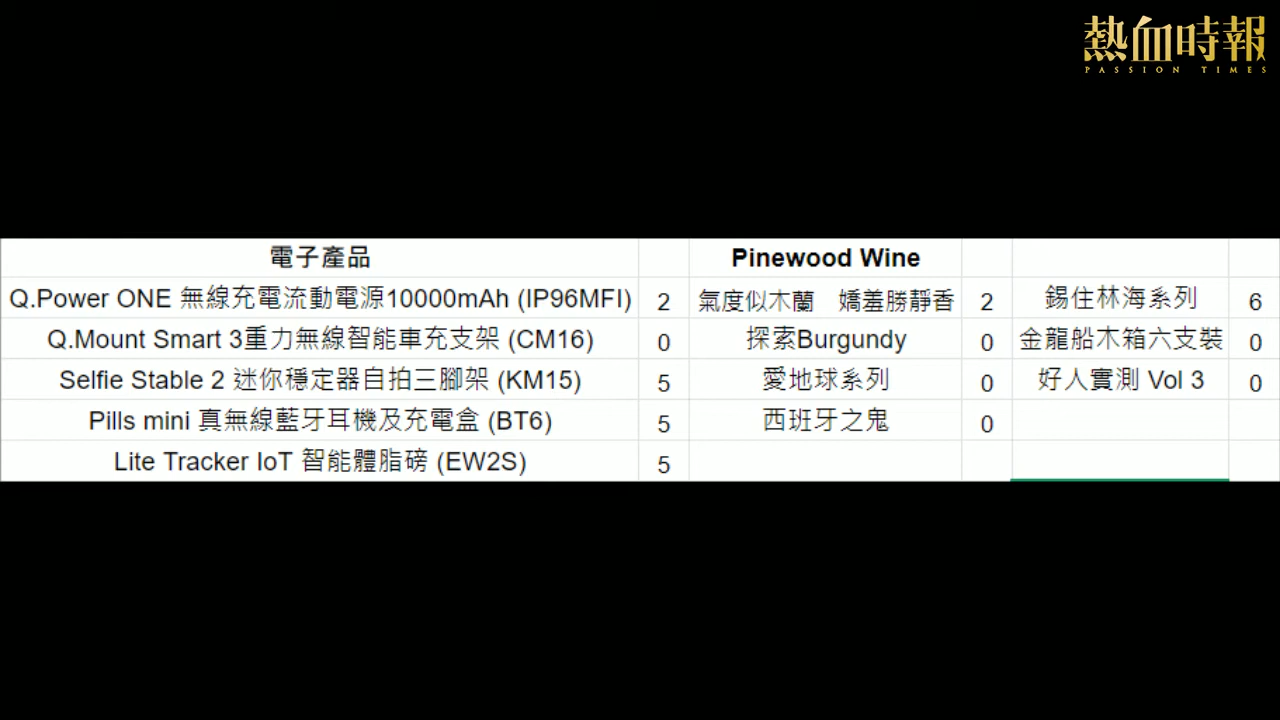 熱血時報
PASSION TIMES
電子產品 Pinewood Wine
Q.Power ONE 無線充電流動電源10000mAh (IP96MFI) 2 氣度似木蘭 嬌羞勝靜香 2 錫住林海系列 6
Q.Mount Smart 3重力無線智能車充支架 (CM16) 0 探索Burgundy 0 金龍船木箱六支裝 0
Selfie Stable 2 迷你穩定器自拍三腳架 (KM15) 5 愛地球系列 0 好人實測 Vol 3 0
Pills mini 真無線藍牙耳機及充電盒 (BT6) 5 西班牙之鬼 0
Lite Tracker IoT 智能體脂磅 (EW2S) 5